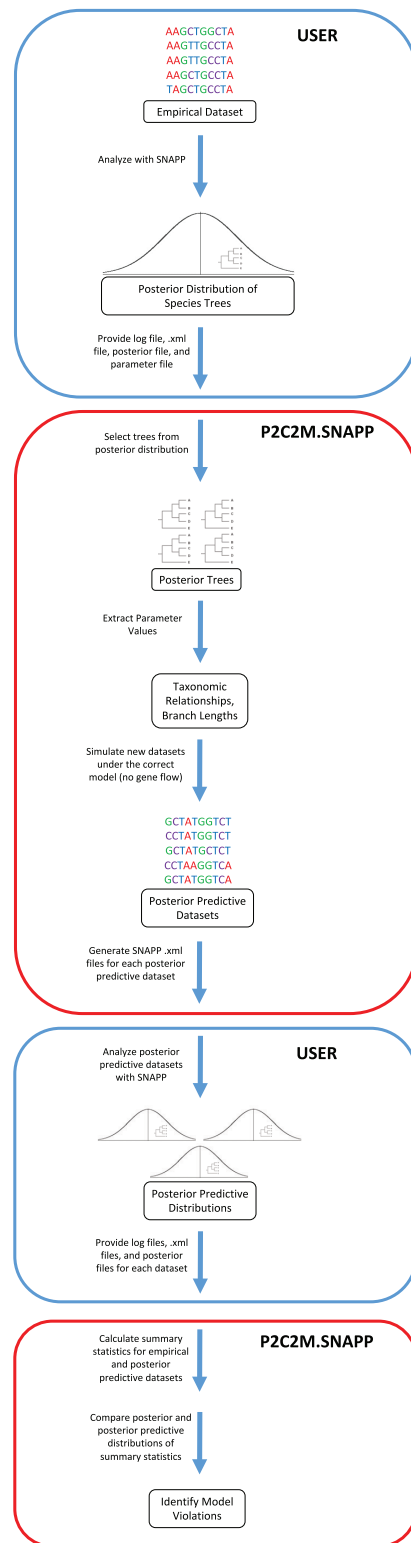 USER
AAGCTGGCTA
AAGTTGCCTA
AAGTTGCCTA
AAGCTGCCTA
TAGCTGCCTA
Empirical Dataset
Analyze with SNAPP
Posterior Distribution of
Species Trees
Provide log file, .xml
file, posterior file, and
parameter file
P2C2M.SNAPP
Select trees from
posterior distribution
A
B
C
D
E
A
B
C
D
E
A
B
C
D
E
A
B
C
D
E
Posterior Trees
Extract Parameter
Values
Taxonomic
Relationships,
Branch Lengths
Simulate new datasets
under the correct
model (no gene flow)
GCTATGGTCT
CCTATGGTCT
GCTATGCTCT
CCTAAGGTCA
GCTATGGTCA
Posterior Predictive
Datasets
Generate SNAPP .xml
files for each posterior
predictive dataset
USER
Analyze posterior
predictive datasets
with SNAPP
Posterior Predictive
Distributions
Provide log files, .xml
files, and posterior
files for each dataset
P2C2M.SNAPP
Calculate summary
statistics for empirical
and posterior
predictive datasets
Compare posterior and
posterior predictive
distributions of
summary statistics
Identify Model
Violations